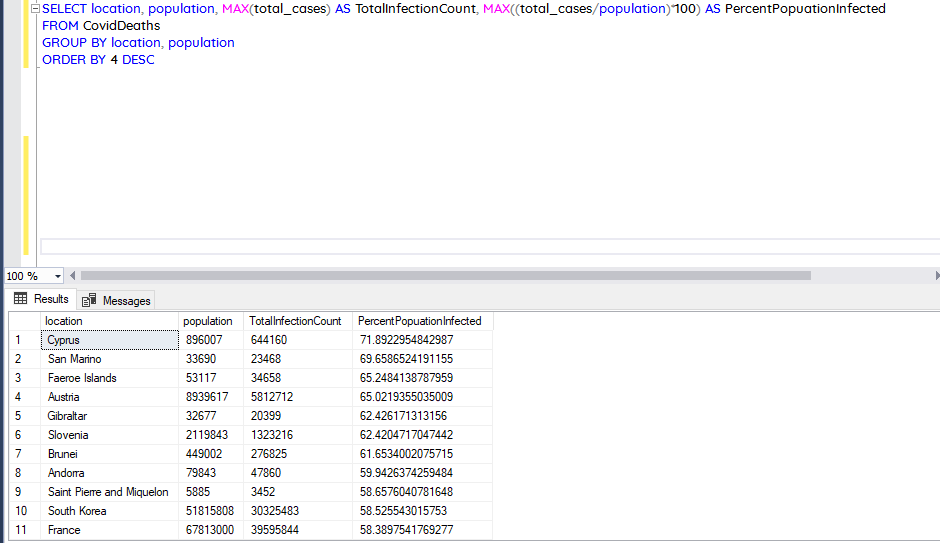 SELECT location, population, MAX(total_cases) AS TotalInfectionCount, MAX((total_cases/population)*100) AS PercentPopuationInfected
FROM CovidDeaths
GROUP BY location, population
ORDER BY 4 DESC
100 %
Results Messages
location population TotalInfectionCount PercentPopuationInfected
1 Cyprus 896007 644160 71.8922954842987
2 San Marino 33690 23468 69.6586524191155
3 Faeroe Islands 53117 34658 65.2484138787959
4 Austria 8939617 5812712 65.0219355035009
5 Gibraltar 32677 20399 62.426171313156
6 Slovenia 2119843 1323216 62.4204717047442
7 Brunei 449002 276825 61.6534002075715
8 Andorra 79843 47860 59.9426374259484
9 Saint Pierre and Miquelon 5885 3452 58.6576040781648
10 South Korea 51815808 30325483 58.525543015753
11 France 67813000 39595844 58.3897541769277